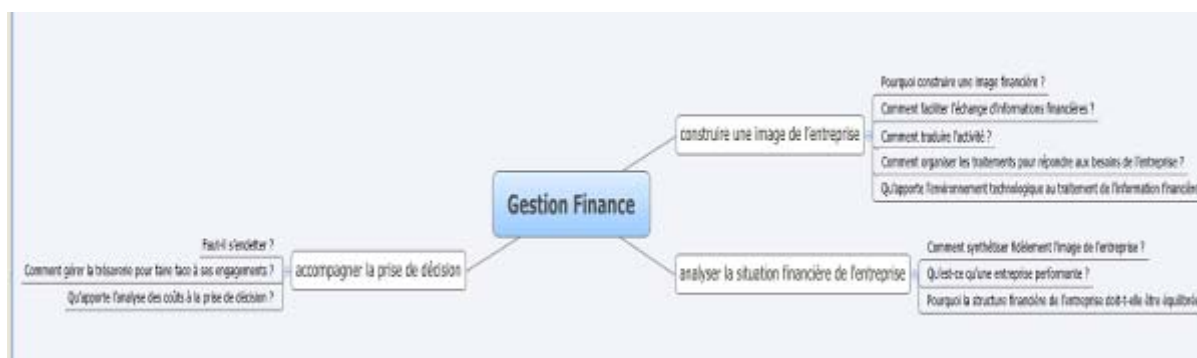 Gestion Finance
construire une image de l'entreprise
Pourquoi construire une image financière ?
Comment faciliter l'échange d'informations financières ?
Comment traduire l'activité ?
Comment organiser les traitements pour répondre aux besoins de l'entreprise ?
Qu'apporte l'environnement technologique au traitement de l'information financière
analyser la situation financière de l'entreprise
Comment synthétiser fidèlement l'image de l'entreprise ?
Qu'est-ce qu'une entreprise performante ?
Pourquoi la structure financière de l'entreprise doit-t-elle être équilibrée
accompagner la prise de décision
Faut-il s'endetter ?
Comment gérer la trésorerie pour faire face à ses engagements ?
Qu'apporte l'analyse des coûts à la prise de décision ?